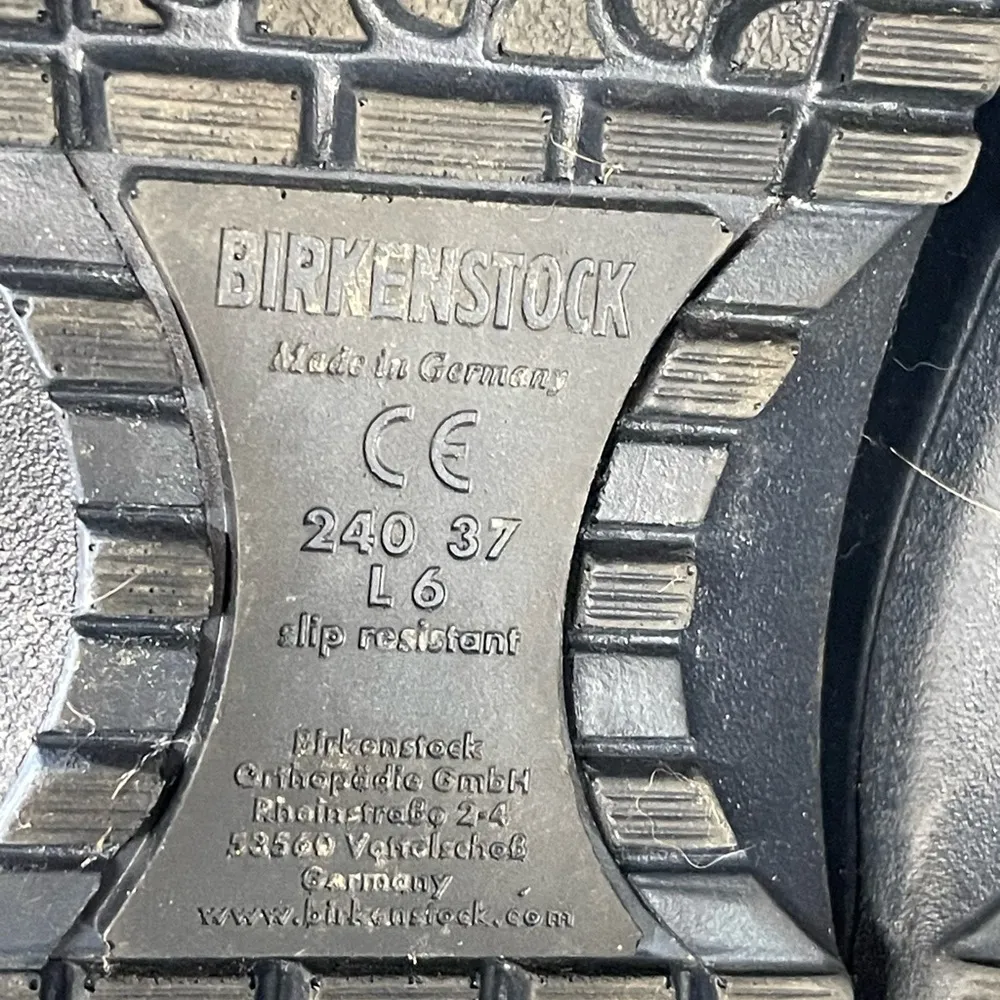 BIRKENSTOCK
Made in Germany
CE
240 37
L 6
slip resistant
Birkenstock
Orthopädie GmbH
Rheinstraße 2-4
53560 Vettelschoß
Germany
www.birkenstock.com